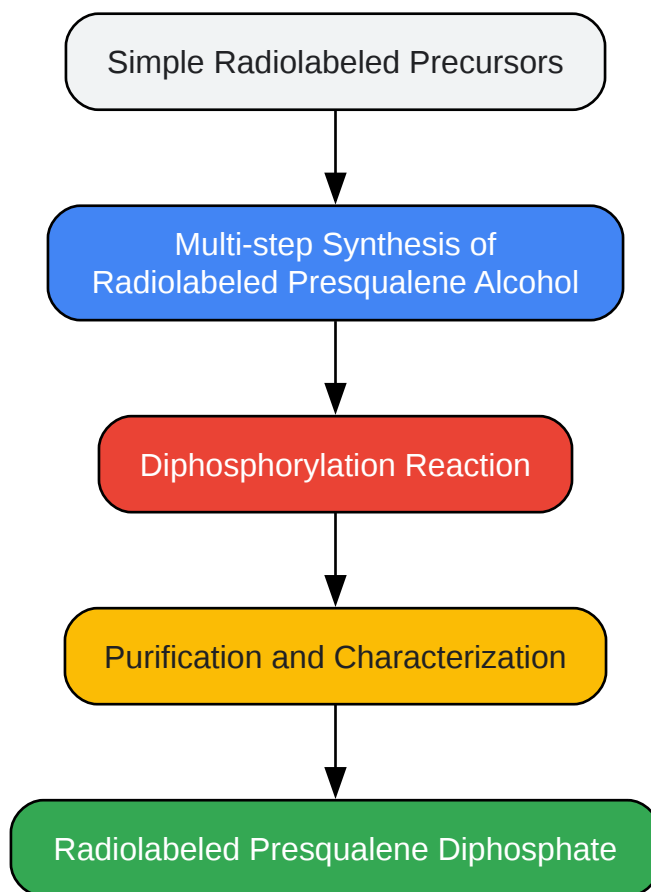 Simple Radiolabeled Precursors
Multi-step Synthesis of
Radiolabeled Presqualene Alcohol
Diphosphorylation Reaction
Purification and Characterization
Radiolabeled Presqualene Diphosphate